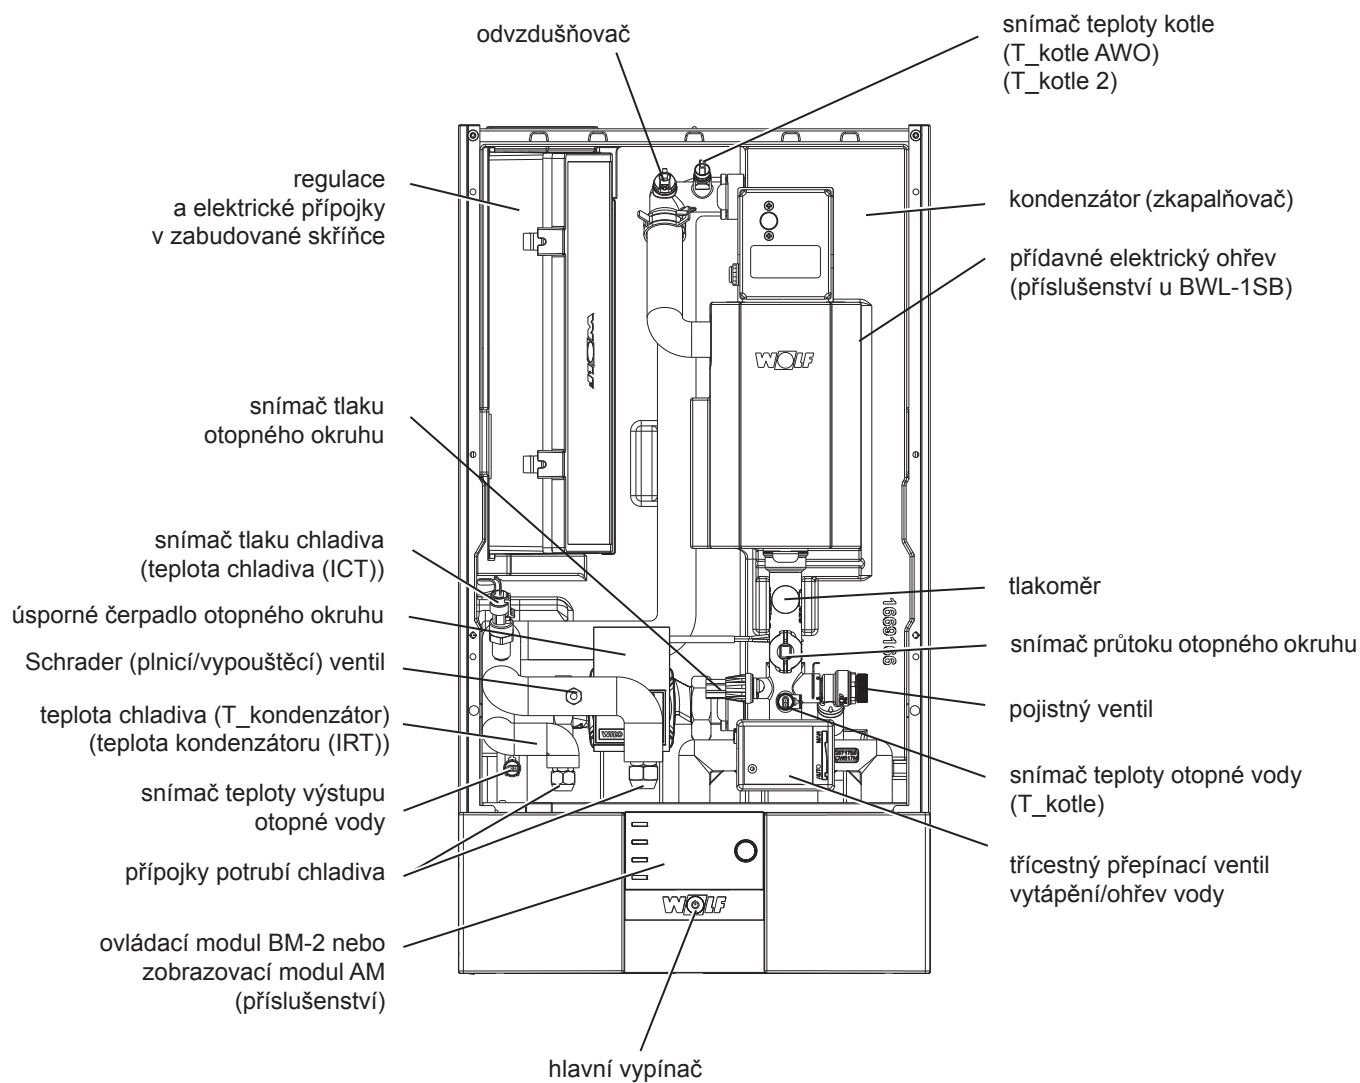 odvzdušňovač
snímač teploty kotle
(T_kotle AWO)
(T_kotle 2)
regulace
a elektrické přípojky
v zabudované skříňce
kondenzátor (zkapalňovač)
přídavné elektrický ohřev
(příslušenství u BWL-1SB)
WOLF
WOLF
snímač tlaku
otopného okruhu
snímač tlaku chladiva
(teplota chladiva (ICT))
tlakoměr
úsporné čerpadlo otopného okruhu
1669166
snímač průtoku otopného okruhu
Schrader (plnicí/vypouštěcí) ventil
pojistný ventil
teplota chladiva (T_kondenzátor)
(teplota kondenzátoru (IRT))
wilo
MAN
AUTO
snímač teploty otopné vody
(T_kotle)
snímač teploty výstupu
otopné vody
přípojky potrubí chladiva
třícestný přepínací ventil
vytápění/ohřev vody
WOLF
ovládací modul BM-2 nebo
zobrazovací modul AM
(příslušenství)
hlavní vypínač